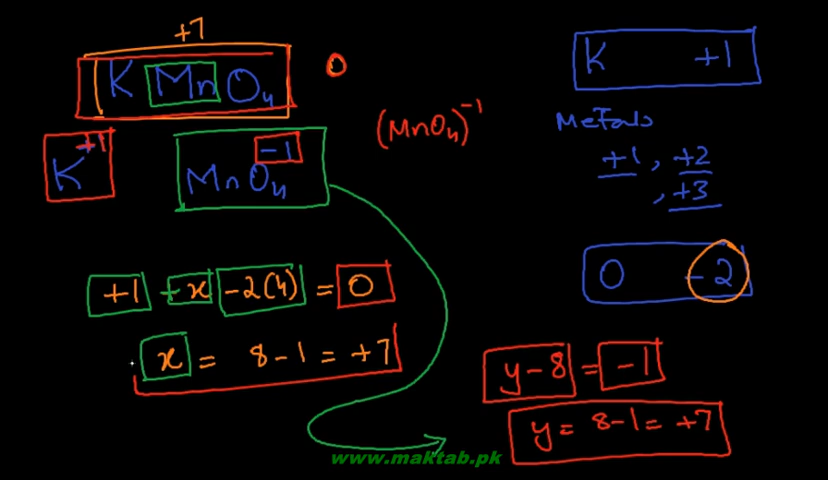 +7
KMnO₄ 0
K⁺¹ MnO₄⁻¹
(MnO₄)⁻¹
+1 +x -2(4) = 0
x = 8-1 = +7
K +1
Metals
+1, +2
, +3
O -2
y-8 = -1
y = 8-1 = +7
www.maktab.pk